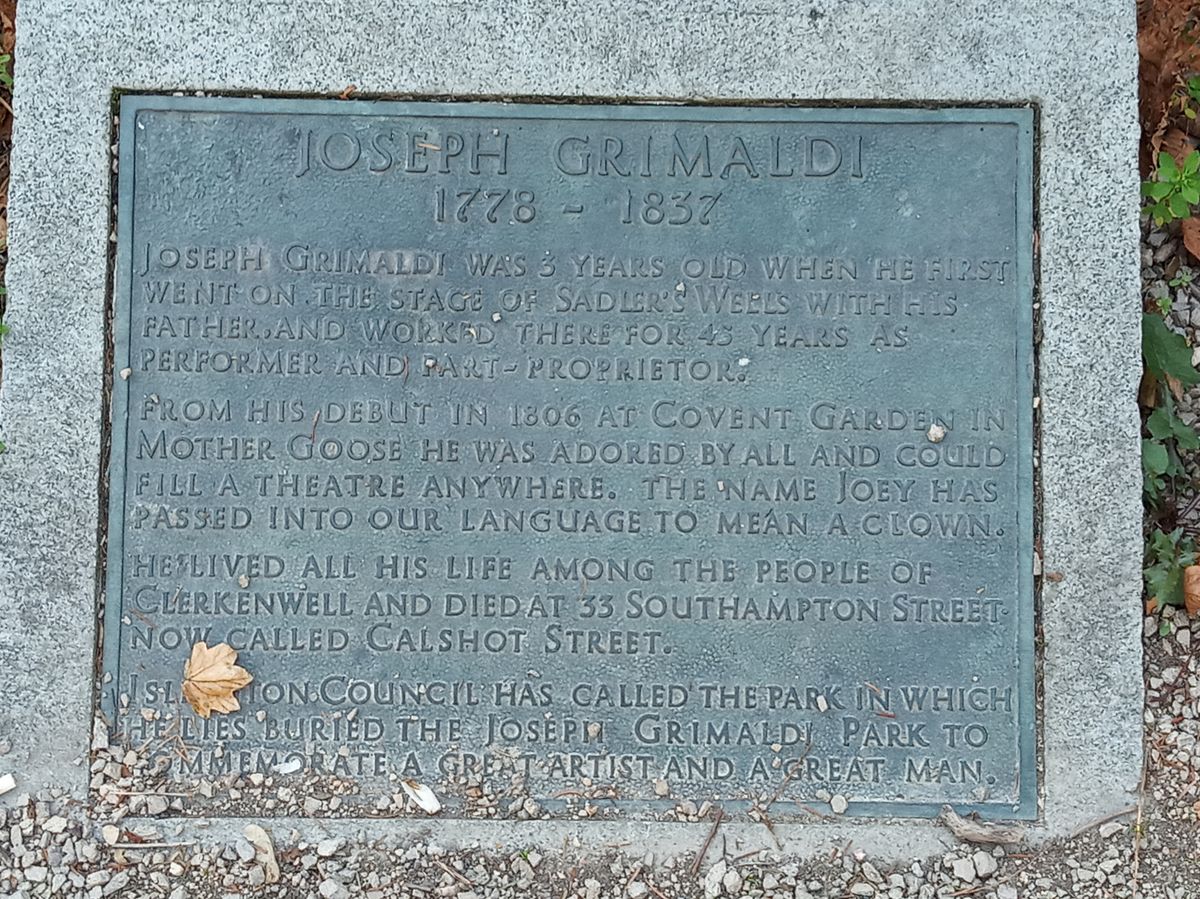 JOSEPH GRIMALDI
1778 - 1837
JOSEPH GRIMALDI WAS 3 YEARS OLD WHEN HE FIRST
WENT ON THE STAGE OF SADLER'S WELLS WITH HIS
FATHER, AND WORKED THERE FOR 43 YEARS AS
PERFORMER AND PART-PROPRIETOR.
FROM HIS DEBUT IN 1806 AT COVENT GARDEN IN
MOTHER GOOSE HE WAS ADORED BY ALL AND COULD
FILL A THEATRE ANYWHERE. THE NAME JOEY HAS
PASSED INTO OUR LANGUAGE TO MEAN A CLOWN.
HE LIVED ALL HIS LIFE AMONG THE PEOPLE OF
CLERKENWELL AND DIED AT 33 SOUTHAMPTON STREET
NOW CALLED CALSHOT STREET.
COUNCIL HAS CALLED THE PARK IN WHICH
HE LIES BURIED THE JOSEPH GRIMALDI PARK TO
COMMEMORATE A GREAT ARTIST AND A GREAT MAN.